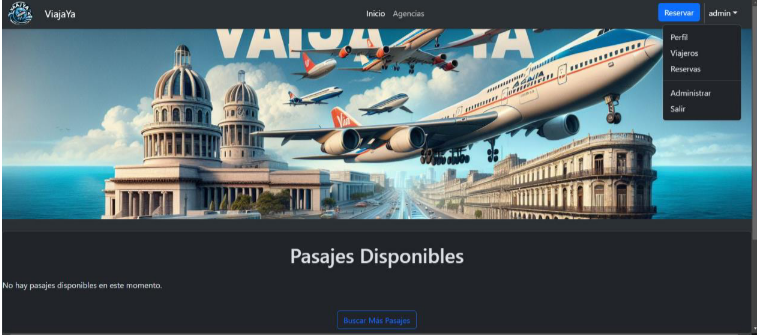 ViajaYa
Inicio Agencias
Reservar admin
Perfil
Viajeros
Reservas
Administrar
Salir
YA
Pasajes Disponibles
No hay pasajes disponibles en este momento.
Buscar Más Pasajes